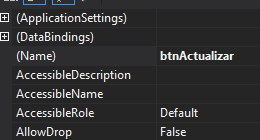 (ApplicationSettings)
(DataBindings)
(Name) btnActualizar
AccessibleDescription
AccessibleName
AccessibleRole Default
AllowDrop False